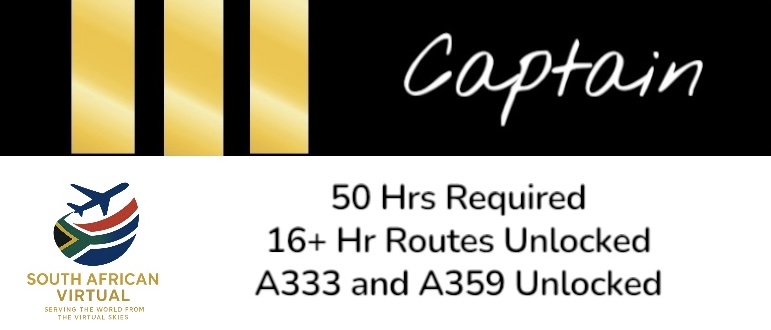 Captain
50 Hrs Required
16+ Hr Routes Unlocked
A333 and A359 Unlocked
SOUTH AFRICAN
VIRTUAL
SERVING THE WORLD FROM
THE VIRTUAL SKIES